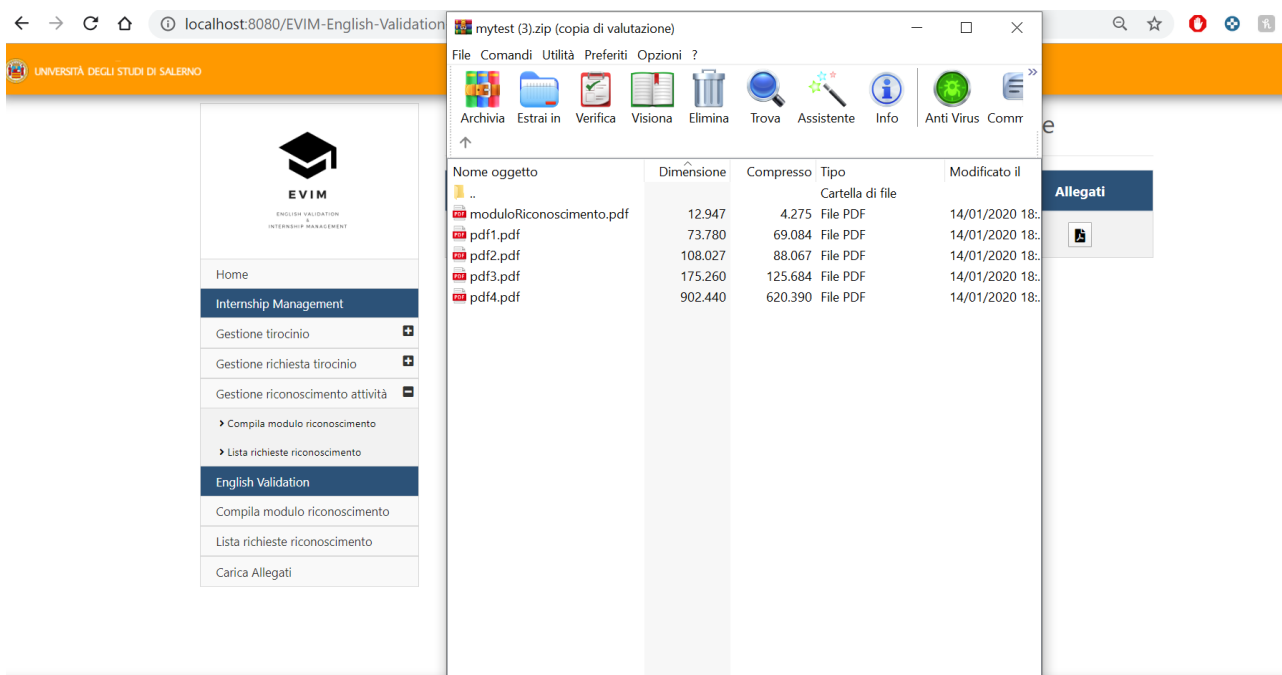 localhost:8080/EVIM-English-Validation
mytest (3).zip (copia di valutazione)
File Comandi Utilità Preferiti Opzioni ?
UNIVERSITÀ DEGLI STUDI DI SALERNO
Archivia Estrai in Verifica Visiona Elimina Trova Assistente Info Anti Virus Comm
e
EVIM
ENGLISH VALIDATION
&
INTERNSHIP MANAGEMENT
Nome oggetto Dimensione Compresso Tipo Modificato il
.. Cartella di file
moduloRiconoscimento.pdf 12.947 4.275 File PDF 14/01/2020 18:.
pdf1.pdf 73.780 69.084 File PDF 14/01/2020 18:.
pdf2.pdf 108.027 88.067 File PDF 14/01/2020 18:.
pdf3.pdf 175.260 125.684 File PDF 14/01/2020 18:.
pdf4.pdf 902.440 620.390 File PDF 14/01/2020 18:.
Allegati
Home
Internship Management
Gestione tirocinio
Gestione richiesta tirocinio
Gestione riconoscimento attività
Compila modulo riconoscimento
Lista richieste riconoscimento
English Validation
Compila modulo riconoscimento
Lista richieste riconoscimento
Carica Allegati